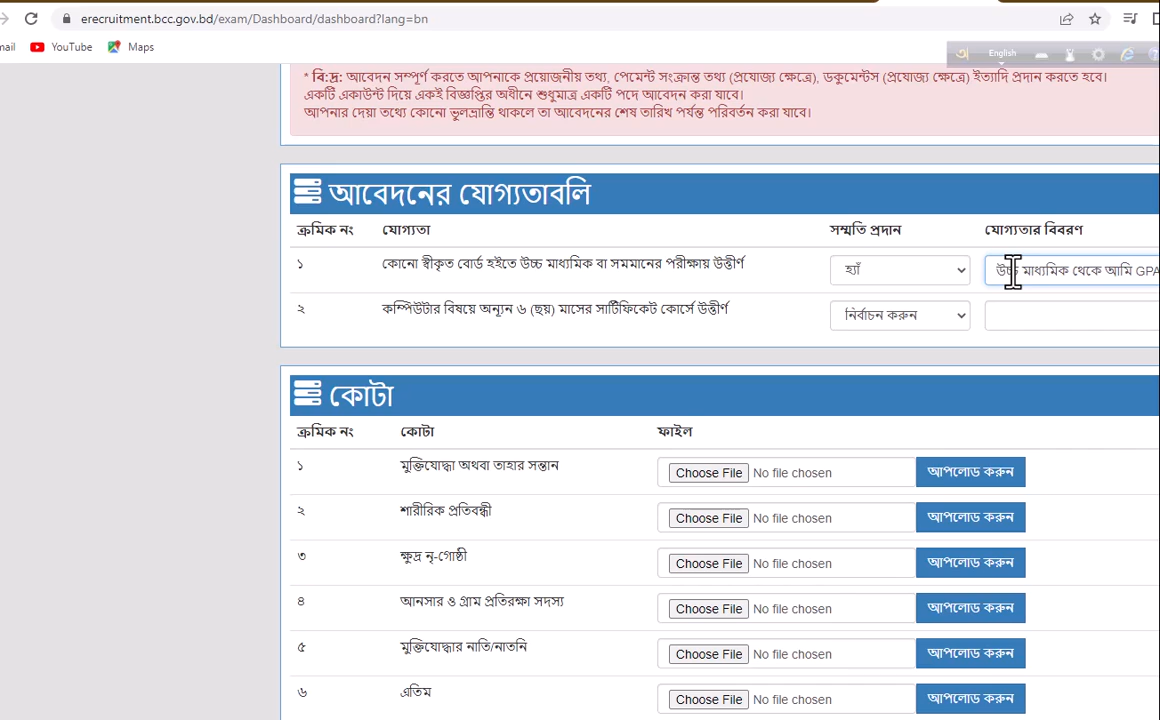 erecruitment.bcc.gov.bd/exam/Dashboard/dashboard?lang=bn
YouTube Maps
English
* বি:দ্র: আবেদন সম্পূর্ণ করতে আপনাকে প্রয়োজনীয় তথ্য, পেমেন্ট সংক্রান্ত তথ্য (প্রযোজ্য ক্ষেত্রে), ডকুমেন্টস (প্রযোজ্য ক্ষেত্রে) ইত্যাদি প্রদান করতে হবে।
একটি একাউন্ট দিয়ে একই বিজ্ঞপ্তির অধীনে শুধুমাত্র একটি পদে আবেদন করা যাবে।
আপনার দেয়া তথ্যে কোনো ভুলভ্রান্তি থাকলে তা আবেদনের শেষ তারিখ পর্যন্ত পরিবর্তন করা যাবে।
আবেদনের যোগ্যতাবলি
ক্রমিক নং যোগ্যতা সম্মতি প্রদান যোগ্যতার বিবরণ
১ কোনো স্বীকৃত বোর্ড হইতে উচ্চ মাধ্যমিক বা সমমানের পরীক্ষায় উত্তীর্ণ হ্যাঁ উচ্চ মাধ্যমিক থেকে আমি GPA
২ কম্পিউটার বিষয়ে অন্যূন ৬ (ছয়) মাসের সার্টিফিকেট কোর্সে উত্তীর্ণ নির্বাচন করুন
কোটা
ক্রমিক নং কোটা ফাইল
১ মুক্তিযোদ্ধা অথবা তাহার সন্তান Choose File No file chosen আপলোড করুন
২ শারীরিক প্রতিবন্ধী Choose File No file chosen আপলোড করুন
৩ ক্ষুদ্র নৃ-গোষ্ঠী Choose File No file chosen আপলোড করুন
৪ আনসার ও গ্রাম প্রতিরক্ষা সদস্য Choose File No file chosen আপলোড করুন
৫ মুক্তিযোদ্ধার নাতি/নাতনি Choose File No file chosen আপলোড করুন
৬ এতিম Choose File No file chosen আপলোড করুন